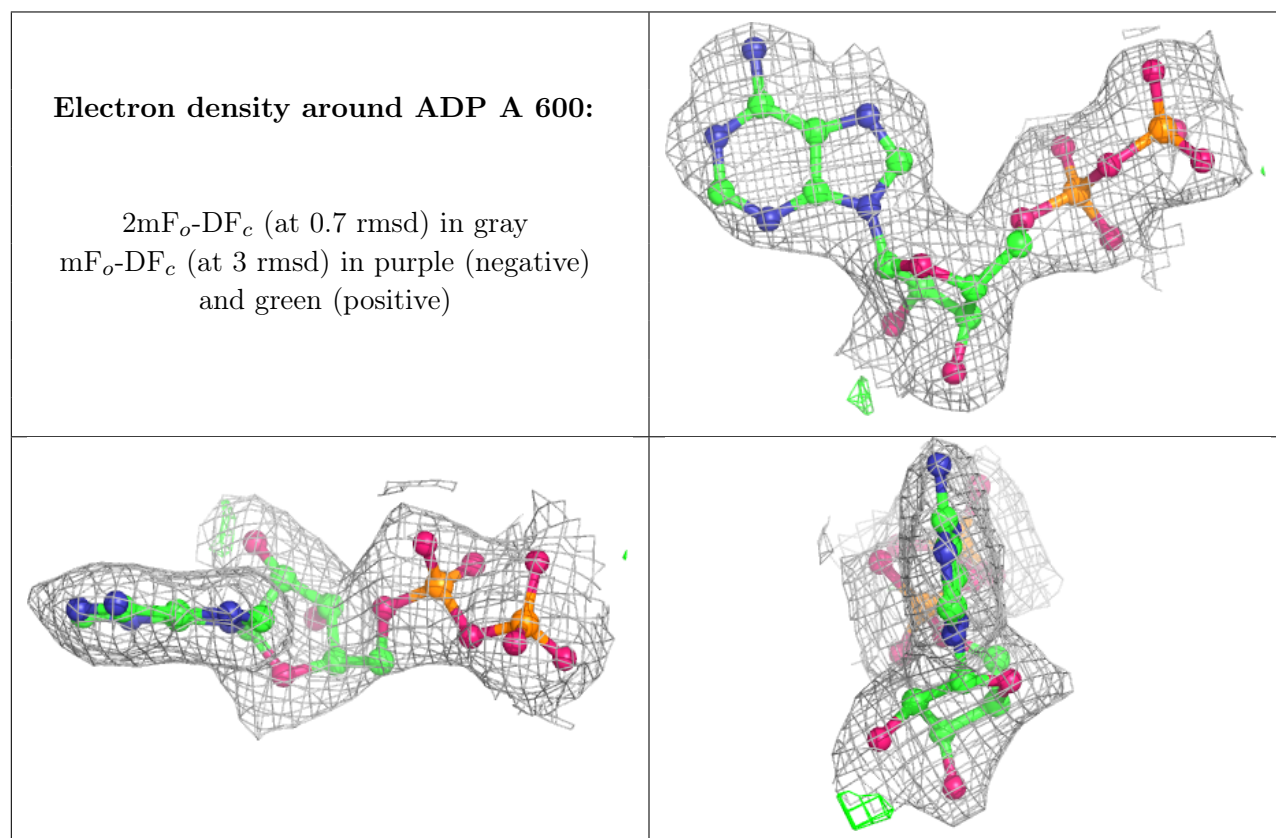 Electron density around ADP A 600:
2mFo-DFc (at 0.7 rmsd) in gray
mFo-DFc (at 3 rmsd) in purple (negative)
and green (positive)